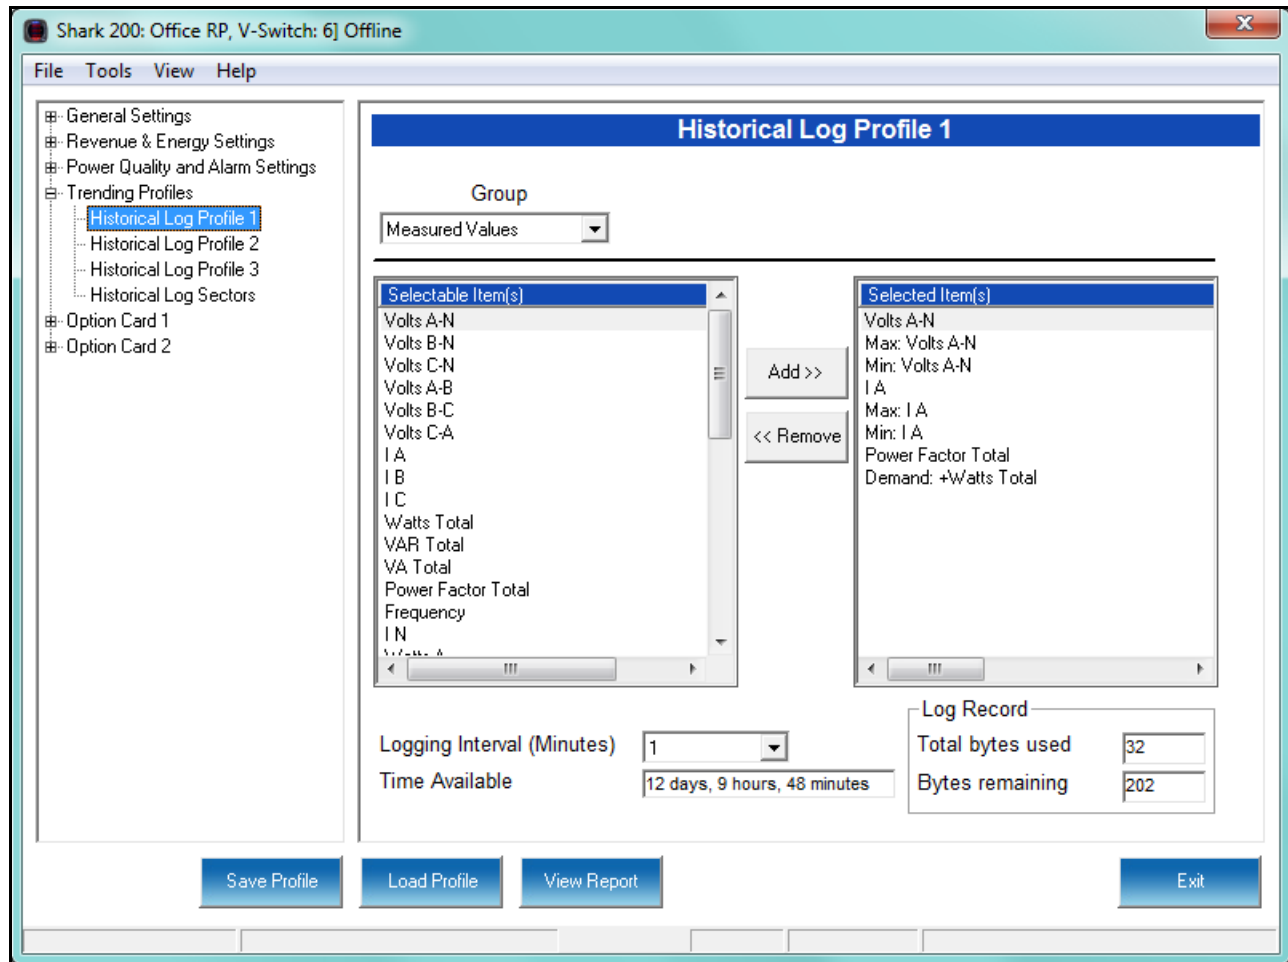 Shark 200: Office RP, V-Switch: 6] Offline
File Tools View Help
General Settings
Revenue & Energy Settings
Power Quality and Alarm Settings
Trending Profiles
Historical Log Profile 1
Historical Log Profile 2
Historical Log Profile 3
Historical Log Sectors
Option Card 1
Option Card 2
Historical Log Profile 1
Group
Measured Values
Selectable Item(s)
Volts A-N
Volts B-N
Volts C-N
Volts A-B
Volts B-C
Volts C-A
I A
I B
I C
Watts Total
VAR Total
VA Total
Power Factor Total
Frequency
I N
Watts A
Add >>
<< Remove
Selected Item(s)
Volts A-N
Max: Volts A-N
Min: Volts A-N
I A
Max: I A
Min: I A
Power Factor Total
Demand: +Watts Total
Logging Interval (Minutes) 1
Time Available 12 days, 9 hours, 48 minutes
Log Record
Total bytes used 32
Bytes remaining 202
Save Profile
Load Profile
View Report
Exit